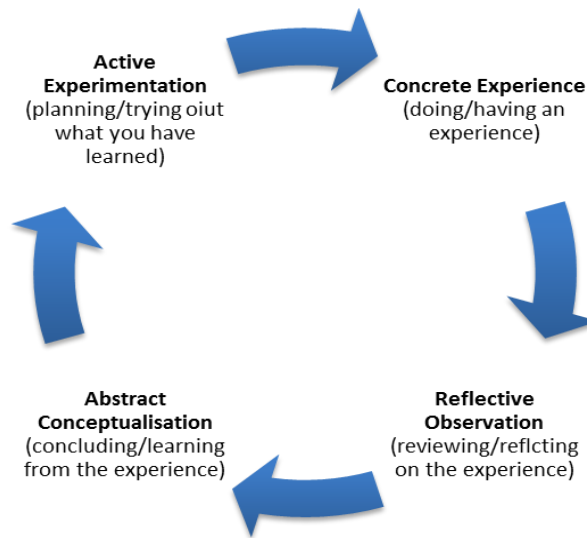 Active
Experimentation
(planning/trying oiut
what you have
learned)
Concrete Experience
(doing/having an
experience)
Reflective
Observation
(reviewing/reflcting
on the experience)
Abstract
Conceptualisation
(concluding/learning
from the experience)